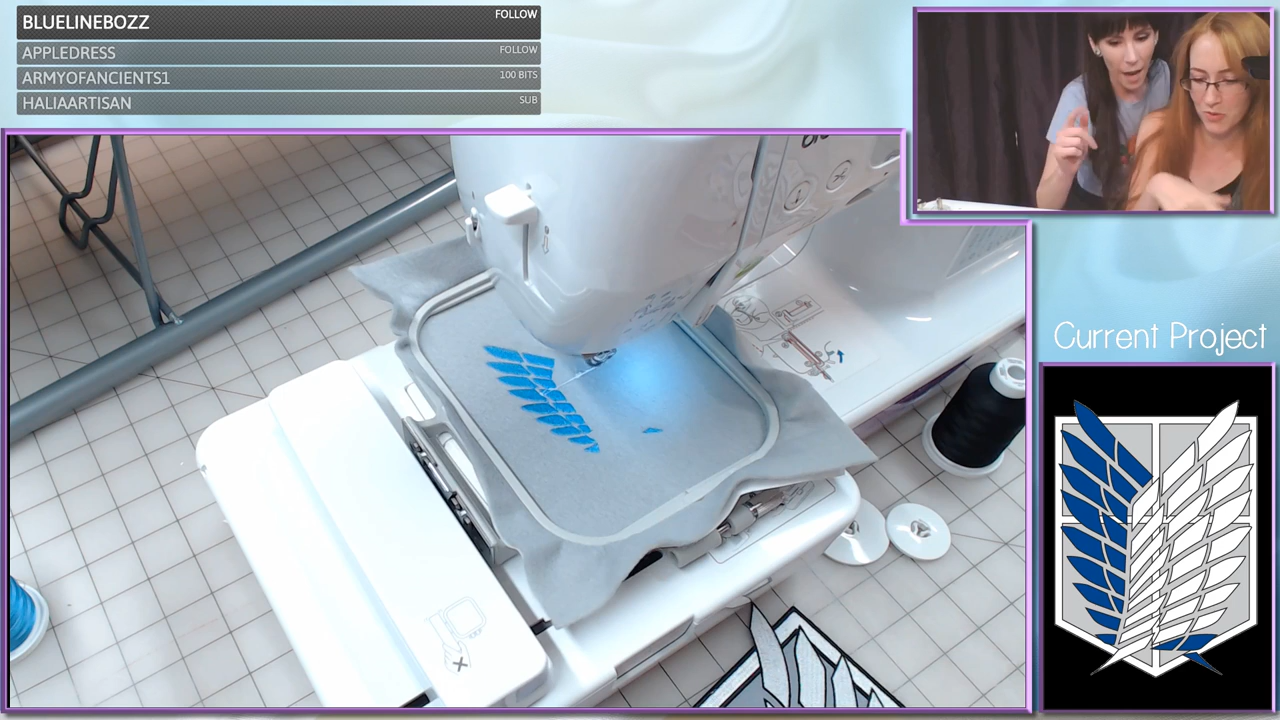 BLUELINEBOZZ FOLLOW
APPLEDRESS FOLLOW
ARMYOFANCIENTS1 100 BITS
HALIAARTISAN SUB
Current Project